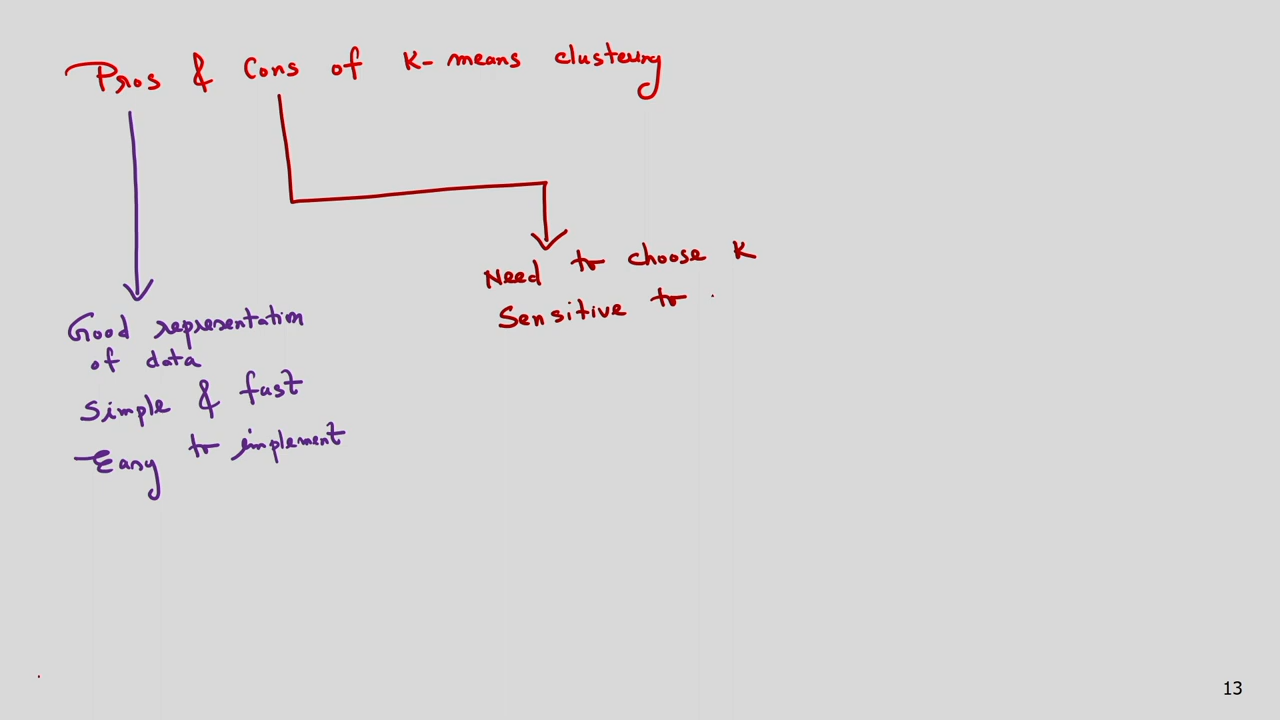 Pros & Cons of K-means clustering
Good representation
of data
Simple & fast
Easy to implement
Need to choose K
Sensitive to
13